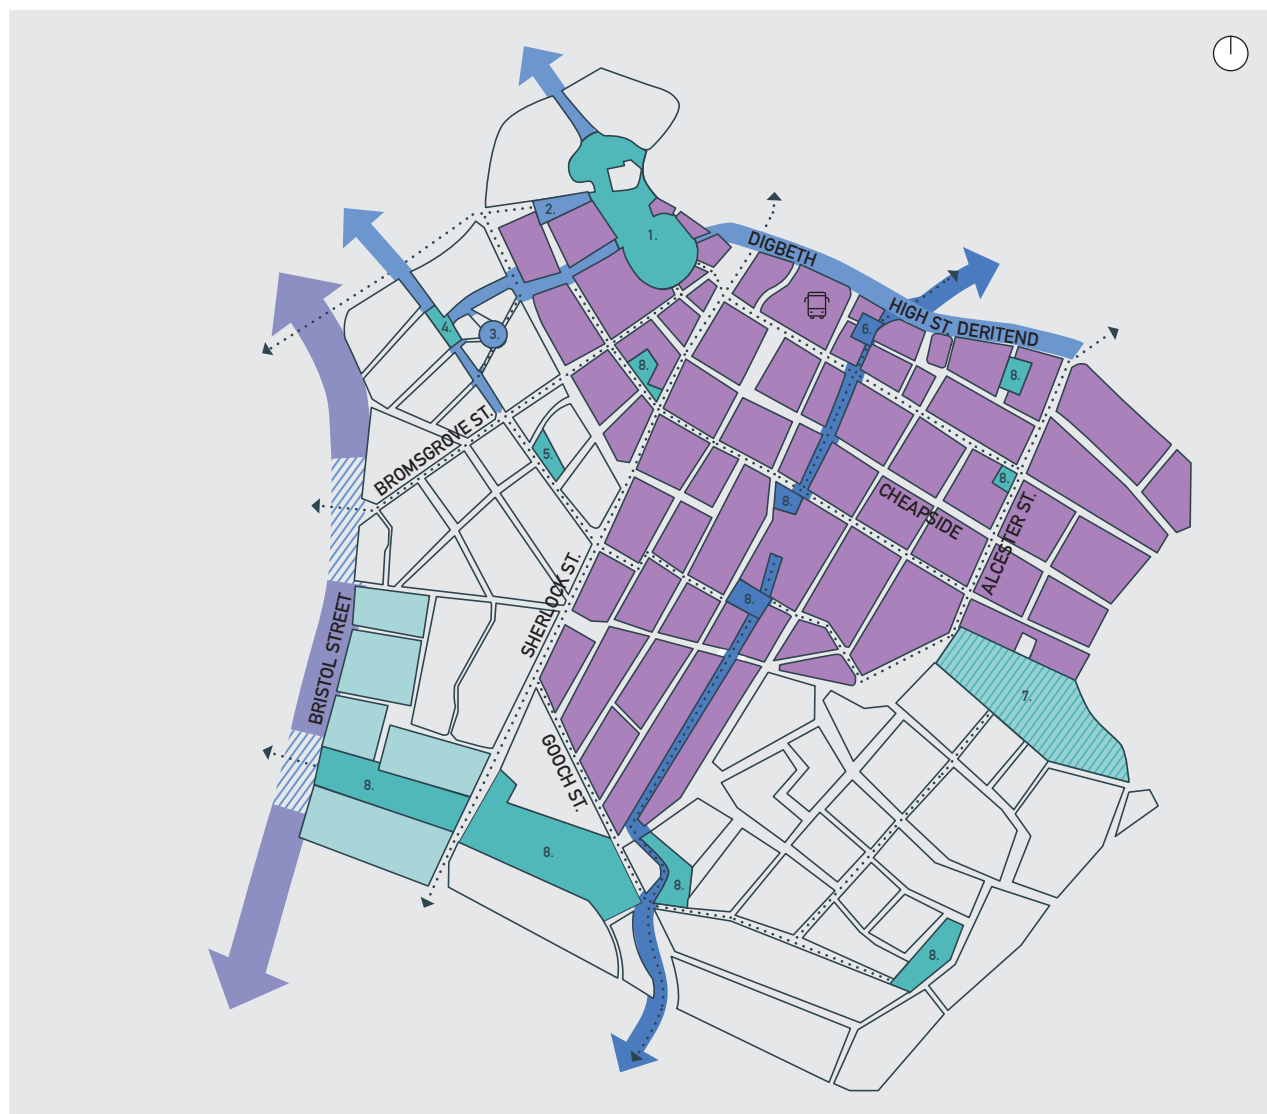 2.
1.
DIGBETH
HIGH ST. DERITEND
6.
4.
3.
8.
8.
BROMSGROVE ST.
5.
8.
8.
CHEAPSIDE
ALCESTER ST.
SHERLOCK ST.
8.
BRISTOL STREET
7.
GOOCH ST.
8.
8.
8.
8.